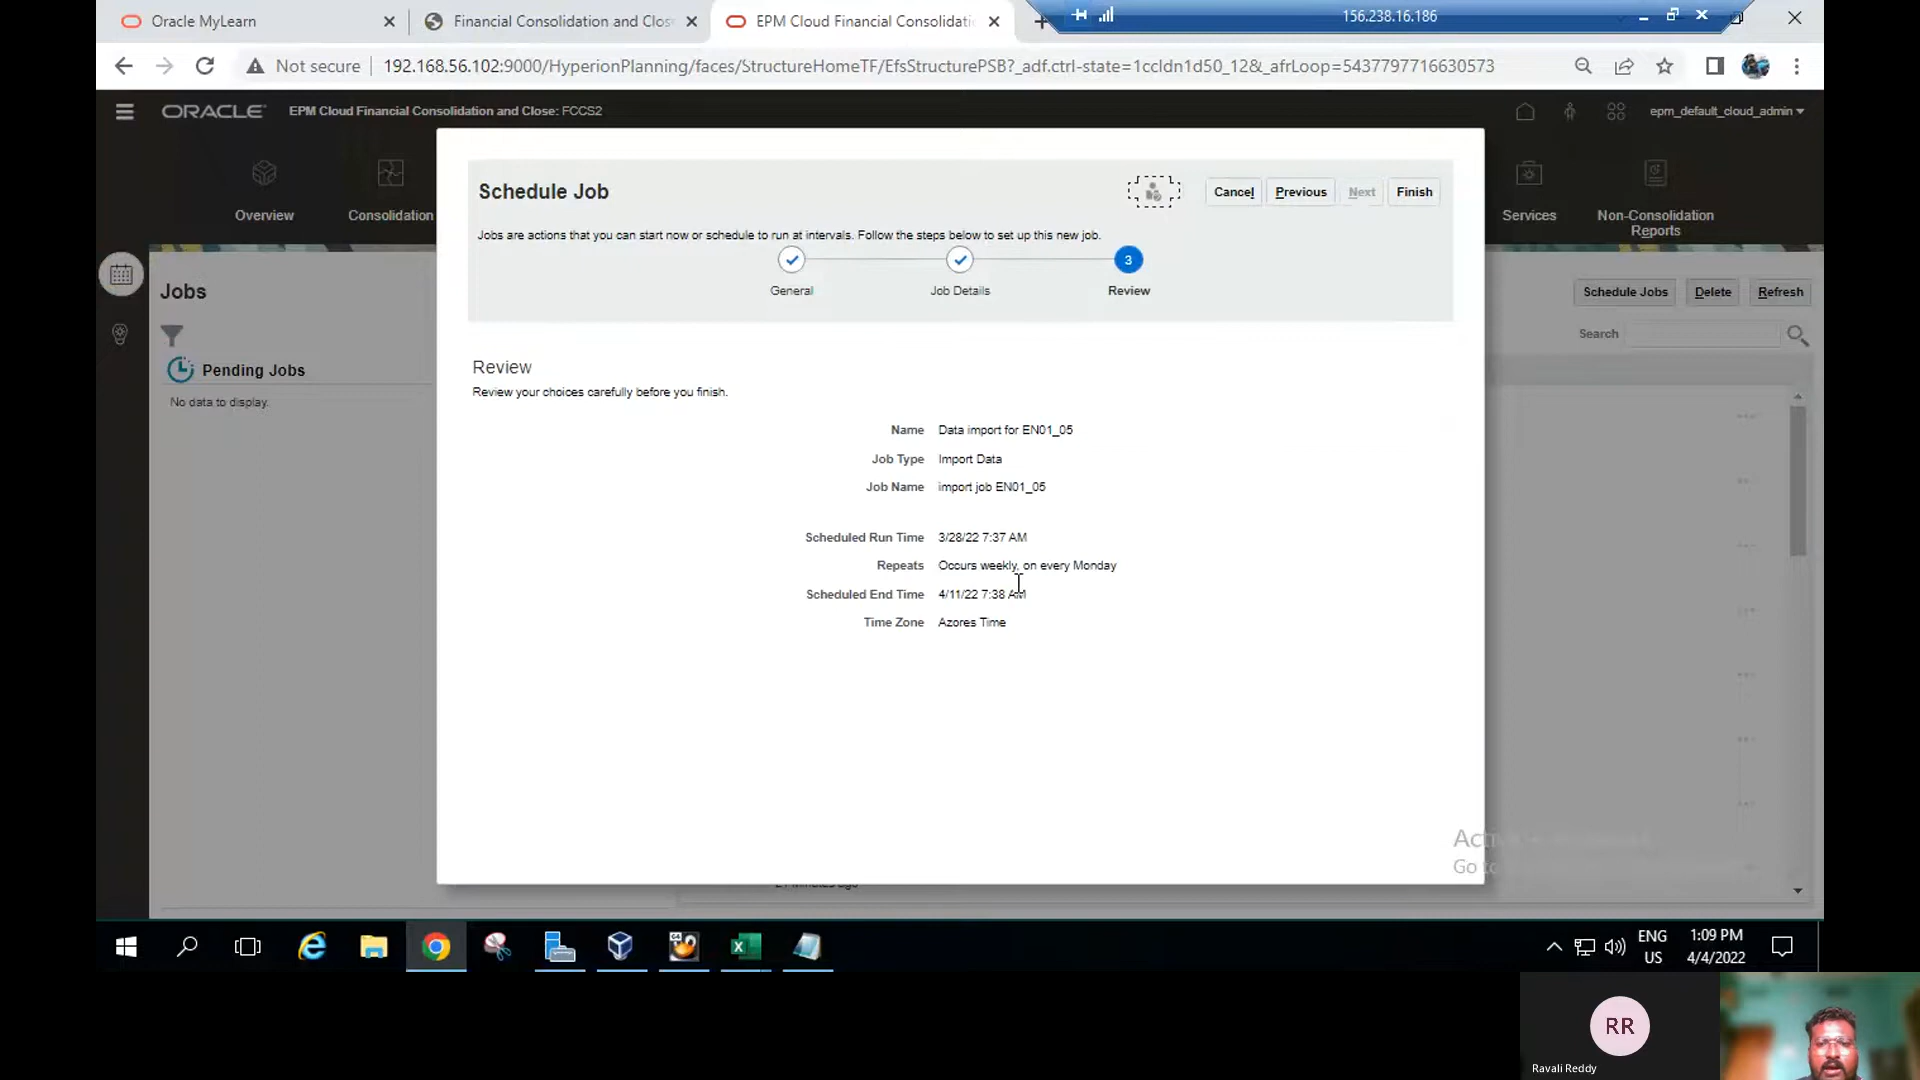 Oracle MyLearn
Financial Consolidation and Clos
EPM Cloud Financial Consolidati
156.238.16.186
Not secure
192.168.56.102:9000/HyperionPlanning/faces/StructureHomeTF/EfsStructurePSB?_adf.ctrl-state=1ccldn1d50_12&_afrLoop=5437797716630573
ORACLE
EPM Cloud Financial Consolidation and Close: FCCS2
epm_default_cloud_admin
Overview
Consolidation
Services
Non-Consolidation
Reports
Schedule Job
Cancel
Previous
Next
Finish
Jobs are actions that you can start now or schedule to run at intervals. Follow the steps below to set up this new job.
3
General
Job Details
Review
Jobs
Schedule Jobs
Delete
Refresh
Search
Pending Jobs
No data to display.
Review
Review your choices carefully before you finish.
Name Data import for EN01_05
Job Type Import Data
Job Name import job EN01_05
Scheduled Run Time 3/28/22 7:37 AM
Repeats Occurs weekly, on every Monday
Scheduled End Time 4/11/22 7:38 AM
Time Zone Azores Time
Go to
ENG
US
1:09 PM
4/4/2022
RR
Ravali Reddy